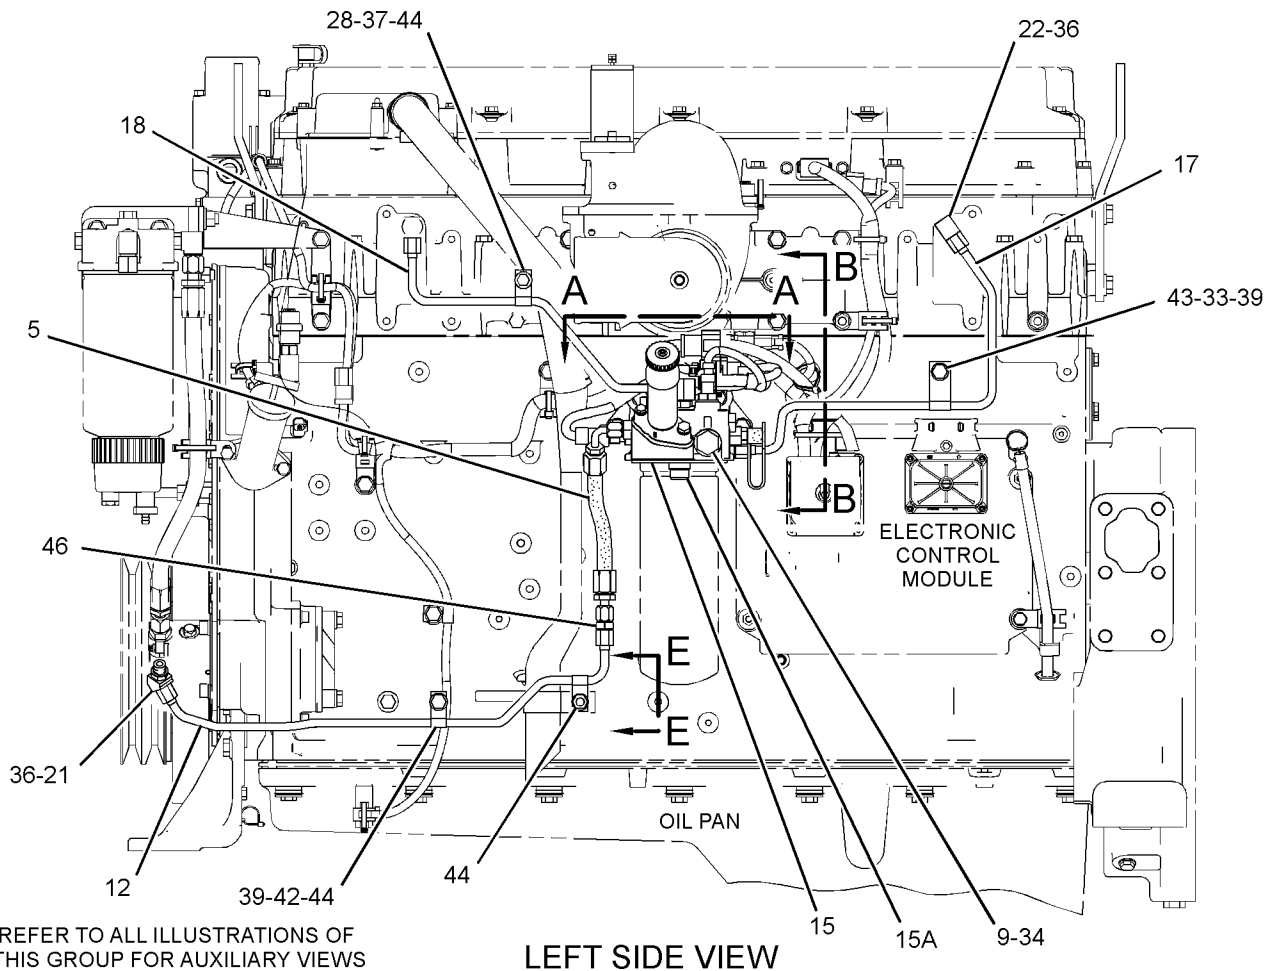 28-37-44
22-36
18
17
B
A
A
43-33-39
5
B
ELECTRONIC
CONTROL
MODULE
46
E
E
36-21
OIL PAN
12
39-42-44
44
15
15A
9-34
REFER TO ALL ILLUSTRATIONS OF
THIS GROUP FOR AUXILIARY VIEWS
LEFT SIDE VIEW